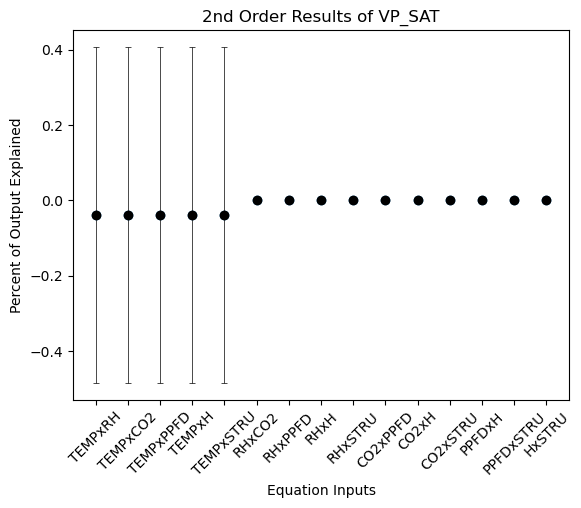 2nd Order Results of VP_SAT
Percent of Output Explained
0.4
0.2
0.0
−0.2
−0.4
TEMPxRH
TEMPxCO2
TEMPxPPFD
TEMPxH
TEMPxSTRU
RHxCO2
RHxPPFD
RHxH
RHxSTRU
CO2xPPFD
CO2xH
CO2xSTRU
PPFDxH
PPFDxSTRU
HxSTRU
Equation Inputs